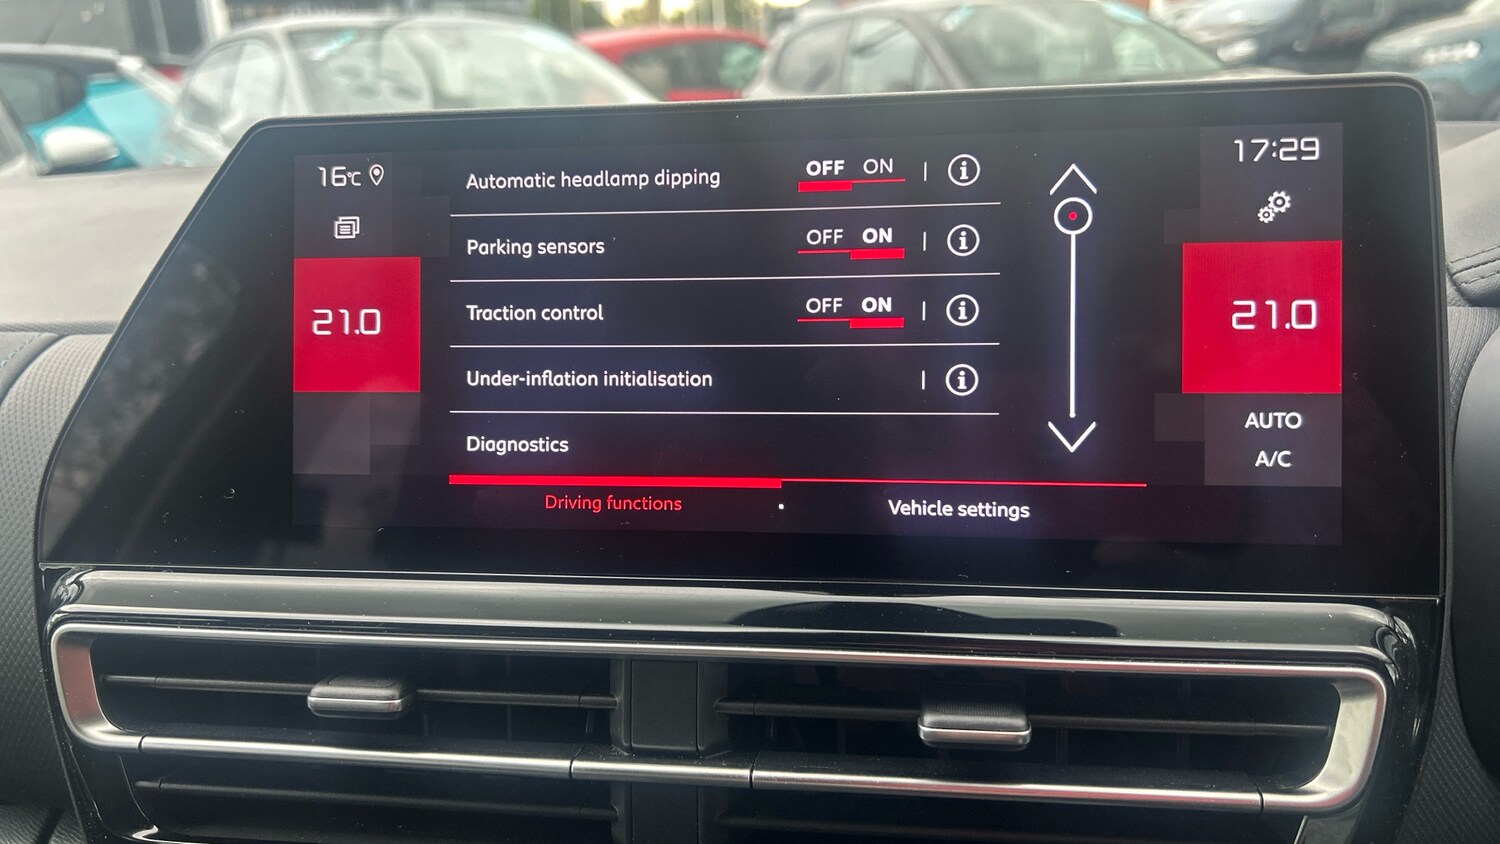 16°C
21.0
Automatic headlamp dipping OFF ON
Parking sensors OFF ON
Traction control OFF ON
Under-inflation initialisation
Diagnostics
Driving functions
Vehicle settings
17:29
21.0
AUTO
A/C